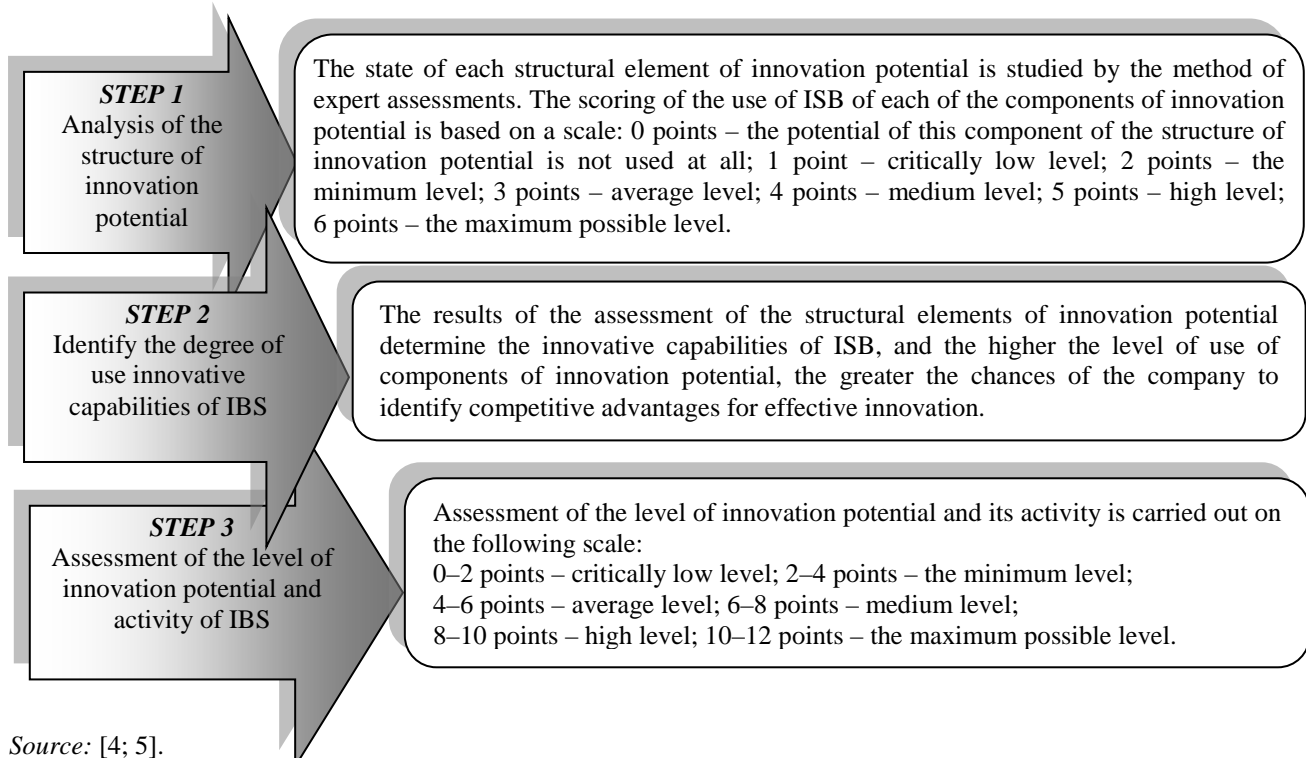 STEP 1
Analysis of the
structure of
innovation
potential
The state of each structural element of innovation potential is studied by the method of
expert assessments. The scoring of the use of ISB of each of the components of innovation
potential is based on a scale: 0 points – the potential of this component of the structure of
innovation potential is not used at all; 1 point – critically low level; 2 points – the
minimum level; 3 points – average level; 4 points – medium level; 5 points – high level;
6 points – the maximum possible level.
STEP 2
Identify the degree of
use innovative
capabilities of IBS
The results of the assessment of the structural elements of innovation potential
determine the innovative capabilities of ISB, and the higher the level of use of
components of innovation potential, the greater the chances of the company to
identify competitive advantages for effective innovation.
STEP 3
Assessment of the level of
innovation potential and
activity of IBS
Assessment of the level of innovation potential and its activity is carried out on
the following scale:
0–2 points – critically low level; 2–4 points – the minimum level;
4–6 points – average level; 6–8 points – medium level;
8–10 points – high level; 10–12 points – the maximum possible level.
Source: [4; 5].